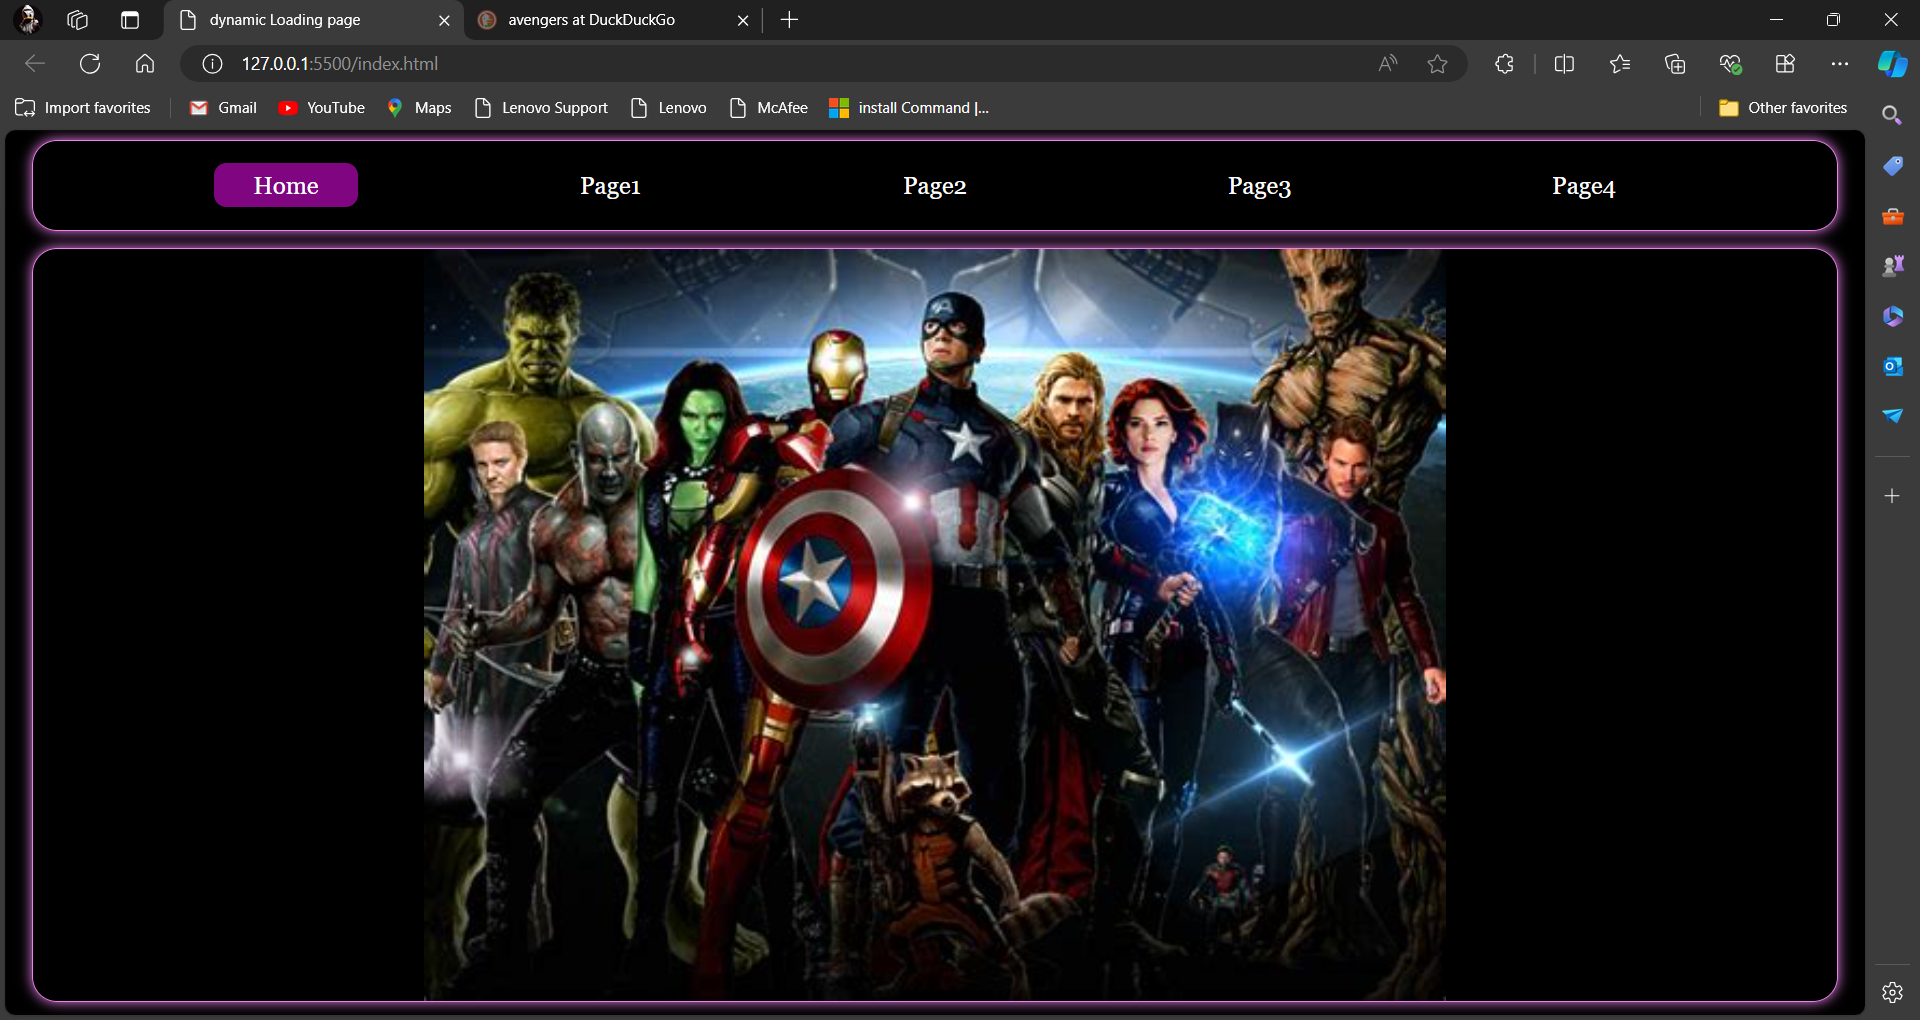 dynamic Loading page
avengers at DuckDuckGo
127.0.0.1:5500/index.html
Import favorites
Gmail
YouTube
Maps
Lenovo Support
Lenovo
McAfee
install Command |...
Other favorites
Home
Page1
Page2
Page3
Page4